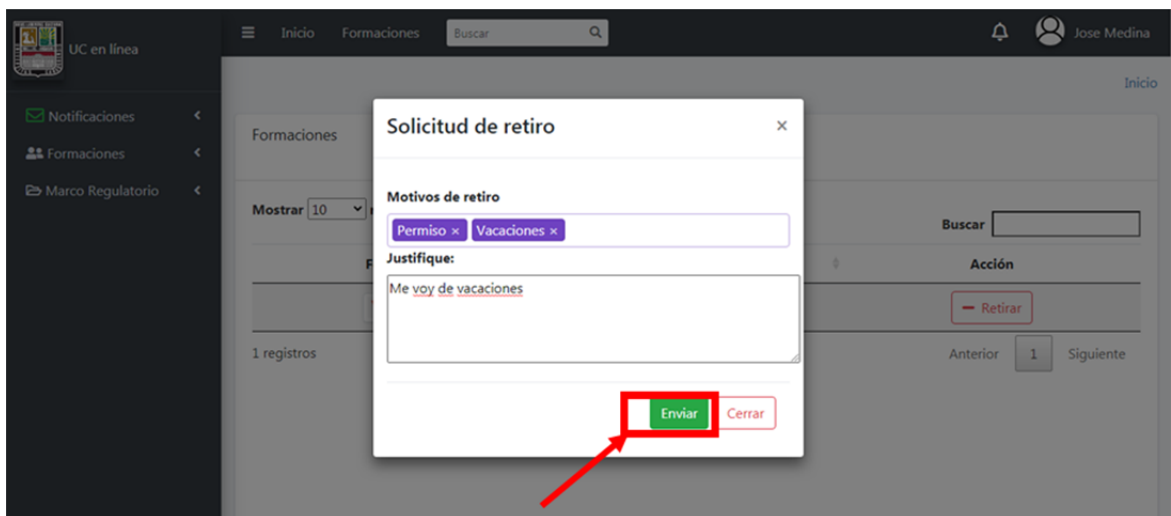 UC en línea
Inicio Formaciones Buscar
Jose Medina
Inicio
Notificaciones
Formaciones
Marco Regulatorio
Formaciones
Mostrar 10
Buscar
Acción
Retirar
1 registros
Anterior 1 Siguiente
Solicitud de retiro ×
Motivos de retiro
Permiso × Vacaciones ×
Justifique:
Me voy de vacaciones
Enviar Cerrar